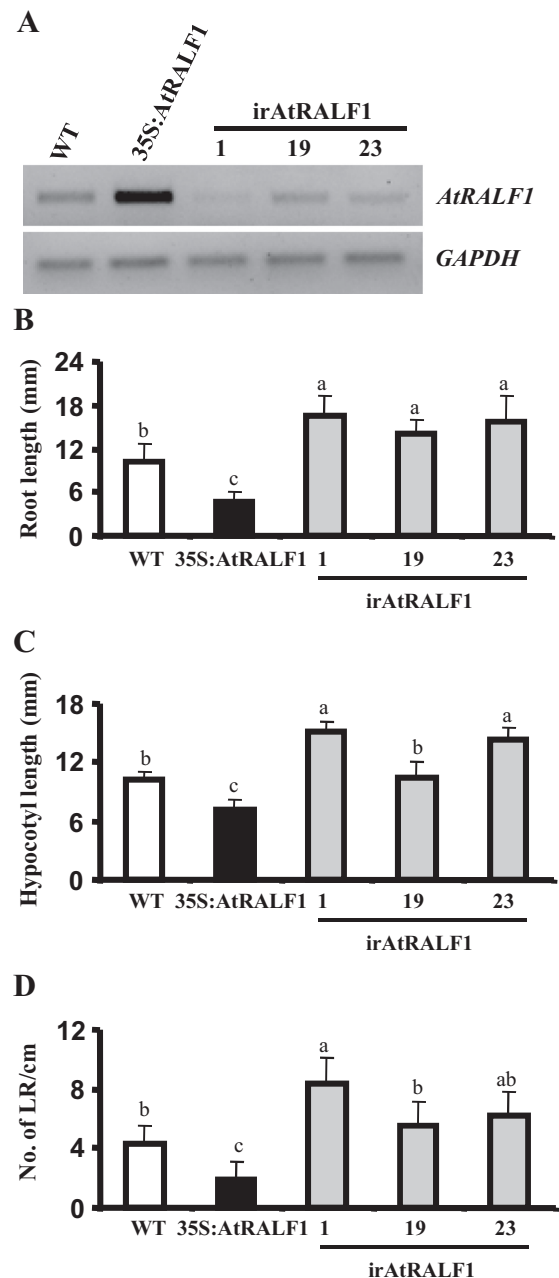 A
WT
35S:AtRALF1
irAtRALF1
1 19 23
AtRALF1
GAPDH
B
Root length (mm)
24
18
12
6
0
b
c
a
a
a
WT 35S:AtRALF1 1 19 23
irAtRALF1
C
Hypocotyl length (mm)
18
12
6
0
b
c
a
b
a
WT 35S:AtRALF1 1 19 23
irAtRALF1
D
No. of LR/cm
12
8
4
0
b
c
a
b
ab
WT 35S:AtRALF1 1 19 23
irAtRALF1